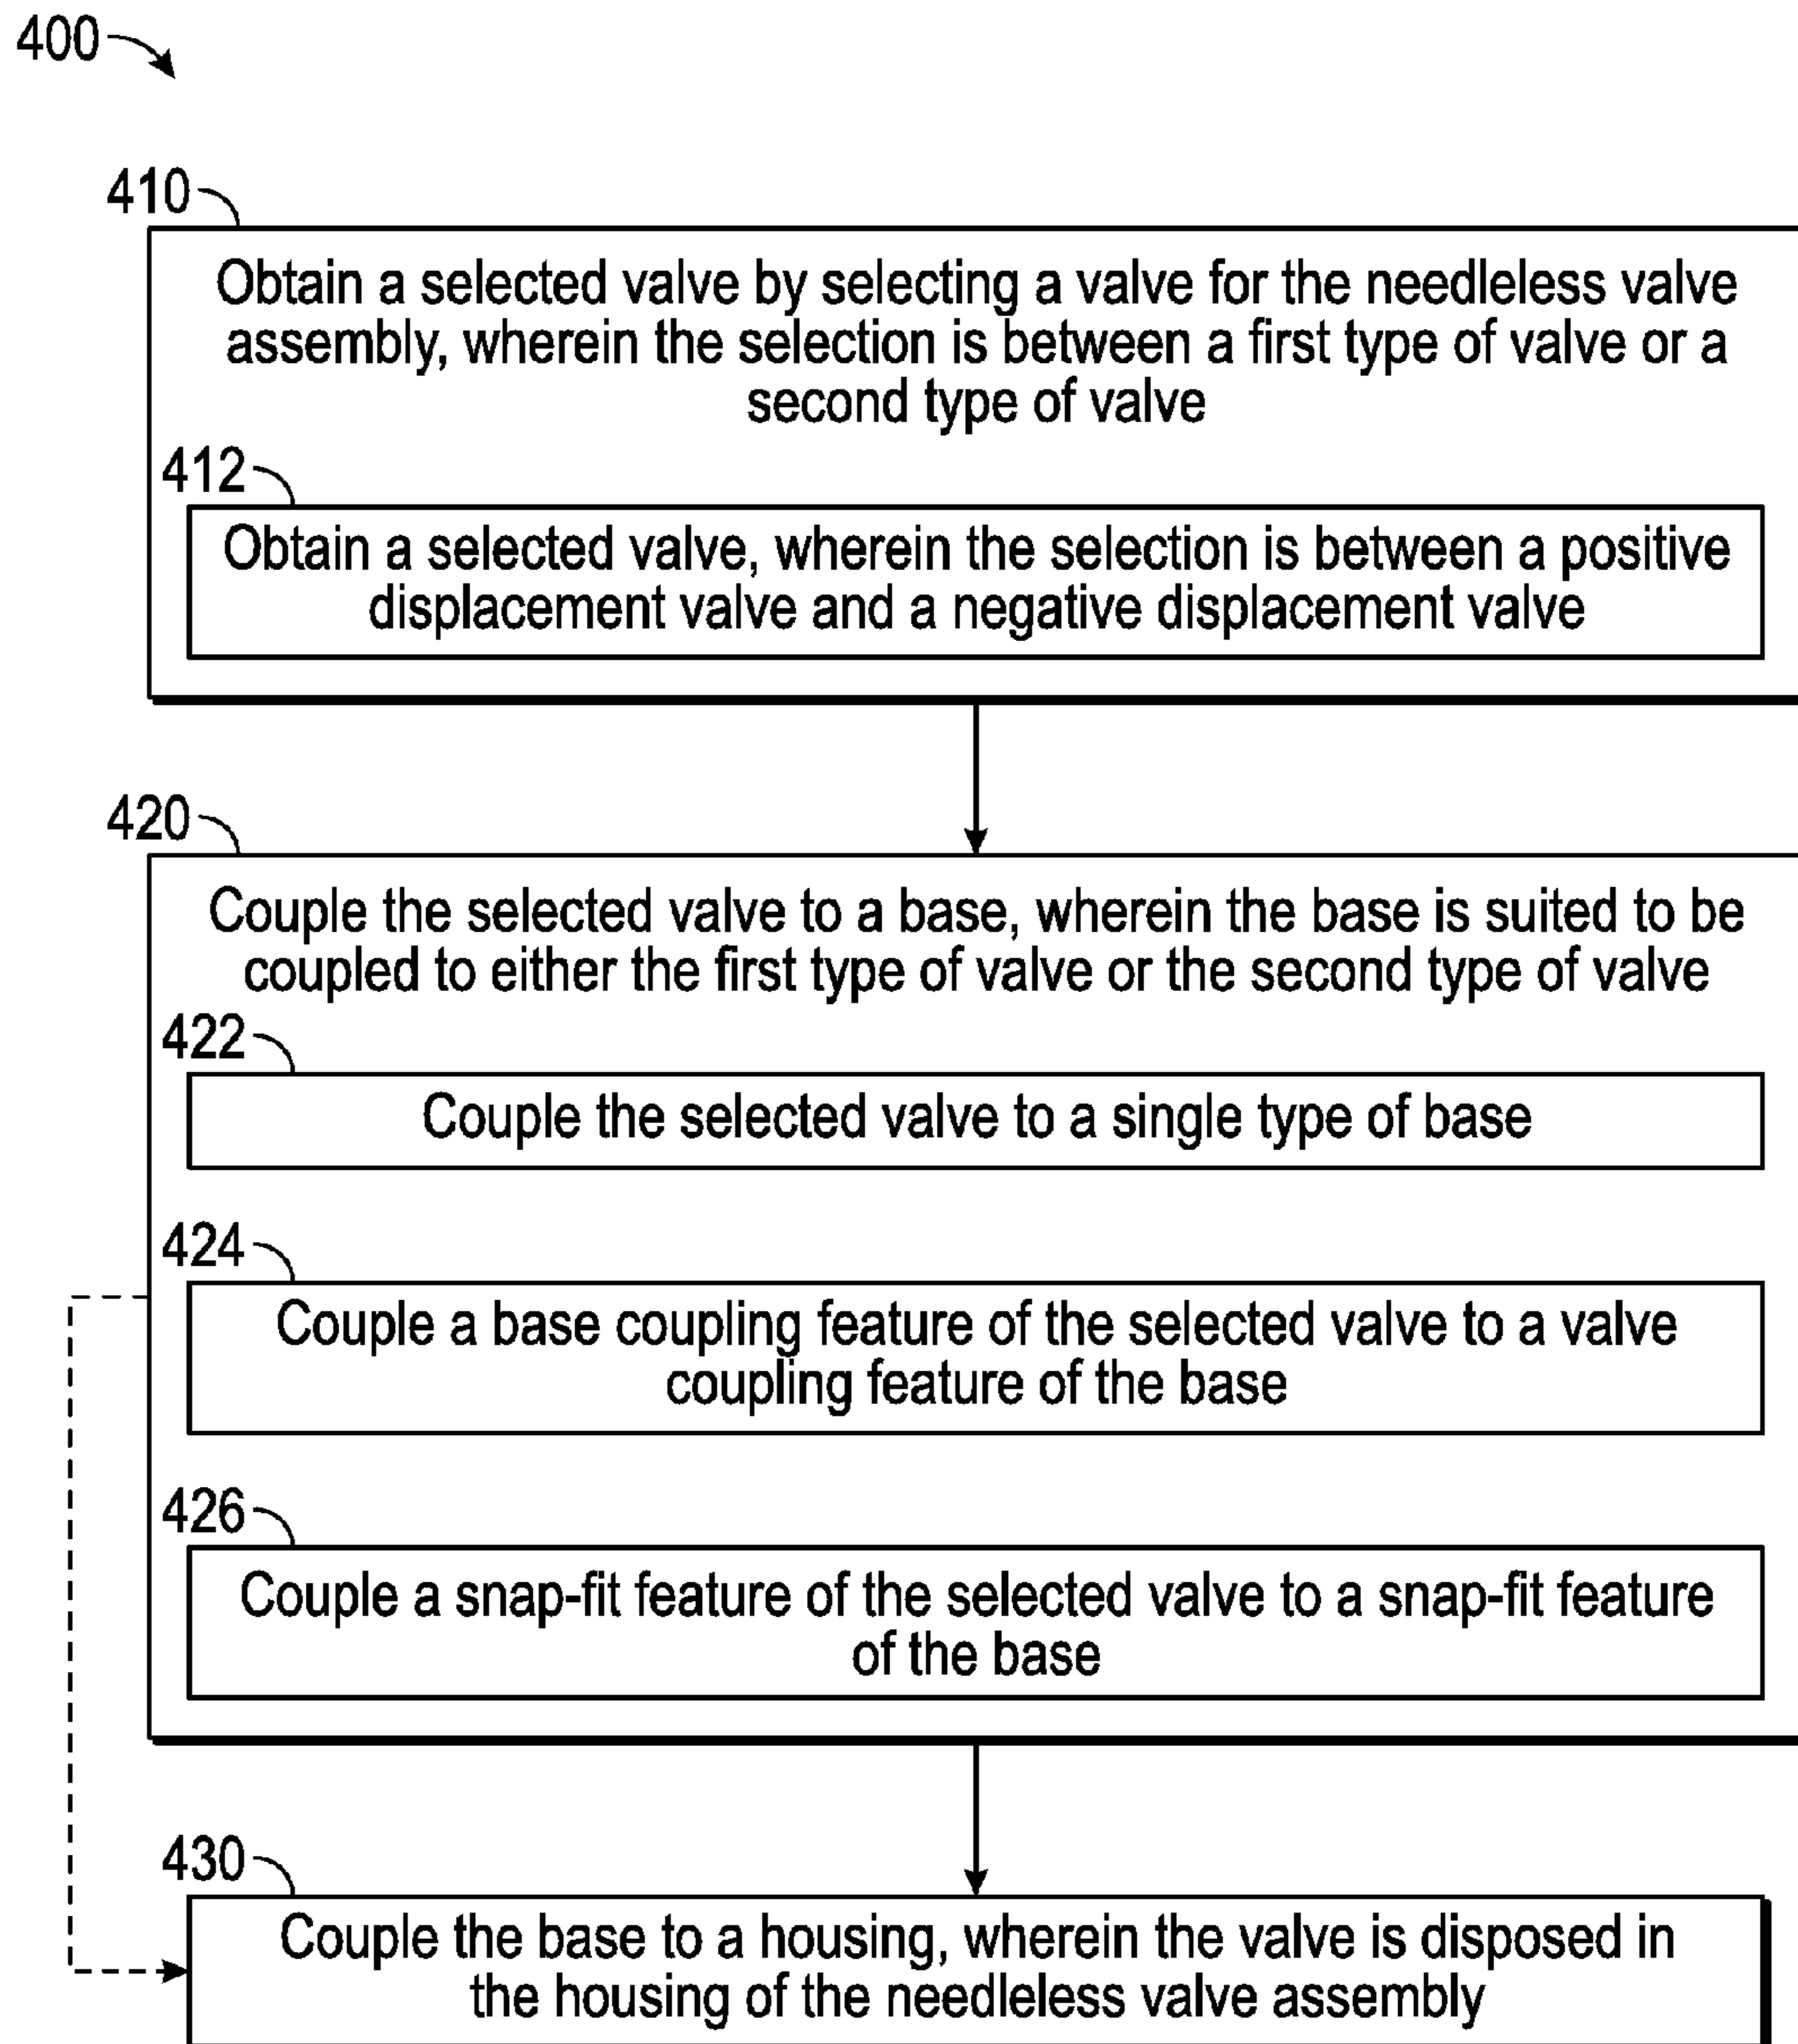 400
410
Obtain a selected valve by selecting a valve for the needleless valve
assembly, wherein the selection is between a first type of valve or a
second type of valve
412
Obtain a selected valve, wherein the selection is between a positive
displacement valve and a negative displacement valve
420
Couple the selected valve to a base, wherein the base is suited to be
coupled to either the first type of valve or the second type of valve
422
Couple the selected valve to a single type of base
424
Couple a base coupling feature of the selected valve to a valve
coupling feature of the base
426
Couple a snap-fit feature of the selected valve to a snap-fit feature
of the base
430
Couple the base to a housing, wherein the valve is disposed in
the housing of the needleless valve assembly